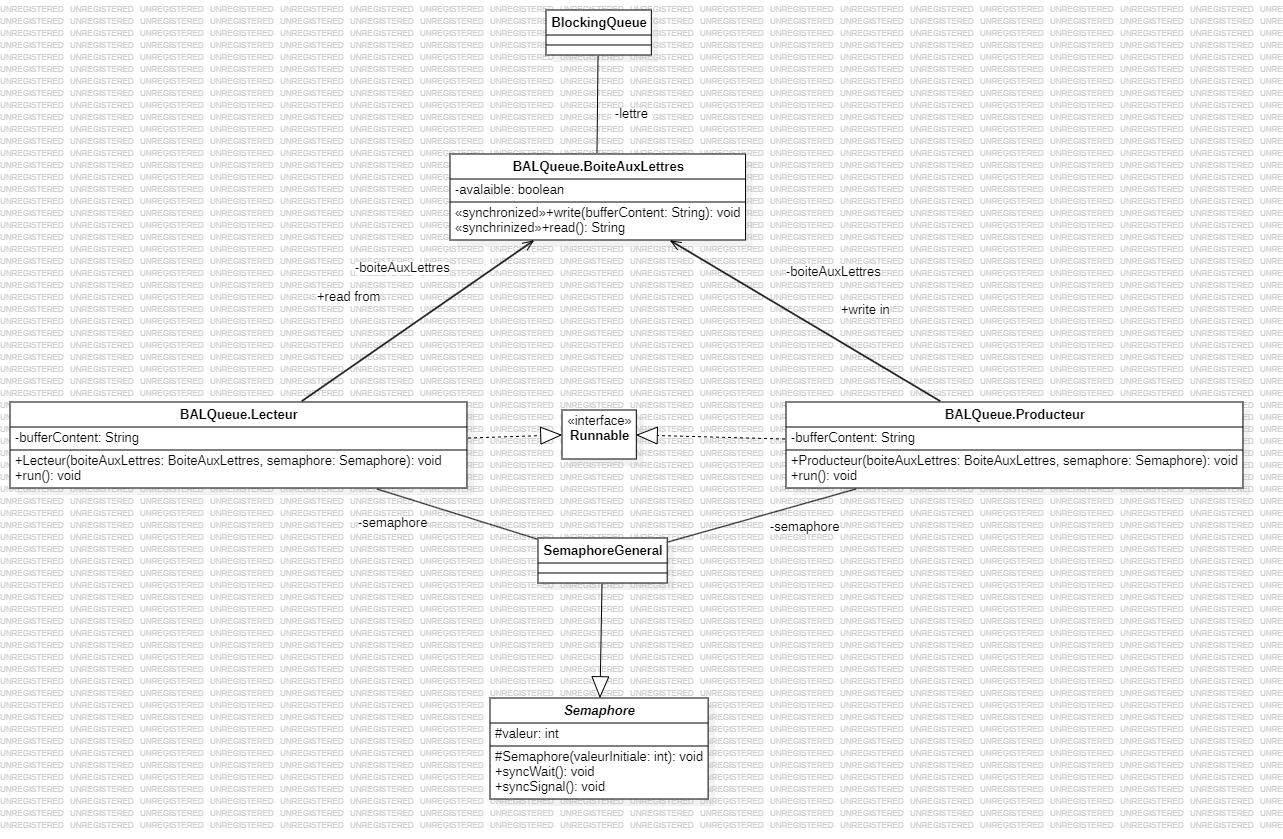 BlockingQueue
-lettre
BALQueue.BoiteAuxLettres
-avalaible: boolean
«synchronized»+write(bufferContent: String): void
«synchrinized»+read(): String
-boiteAuxLettres
-boiteAuxLettres
+read from
+write in
BALQueue.Lecteur
-bufferContent: String
+Lecteur(boiteAuxLettres: BoiteAuxLettres, semaphore: Semaphore): void
+run(): void
«interface»
Runnable
BALQueue.Producteur
-bufferContent: String
+Producteur(boiteAuxLettres: BoiteAuxLettres, semaphore: Semaphore): void
+run(): void
-semaphore
-semaphore
SemaphoreGeneral
Semaphore
#valeur: int
#Semaphore(valeurInitiale: int): void
+syncWait(): void
+syncSignal(): void
UNREGISTERED